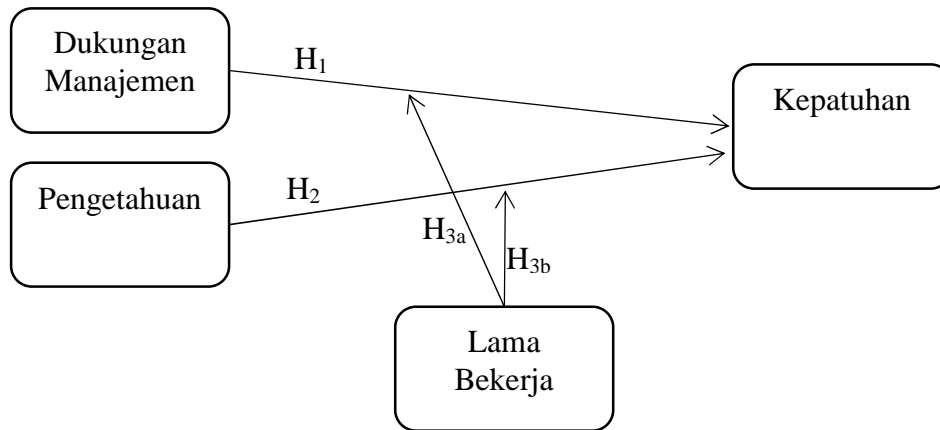 Dukungan
Manajemen
H₁
Kepatuhan
Pengetahuan
H₂
H₃ₐ
H₃b
Lama
Bekerja